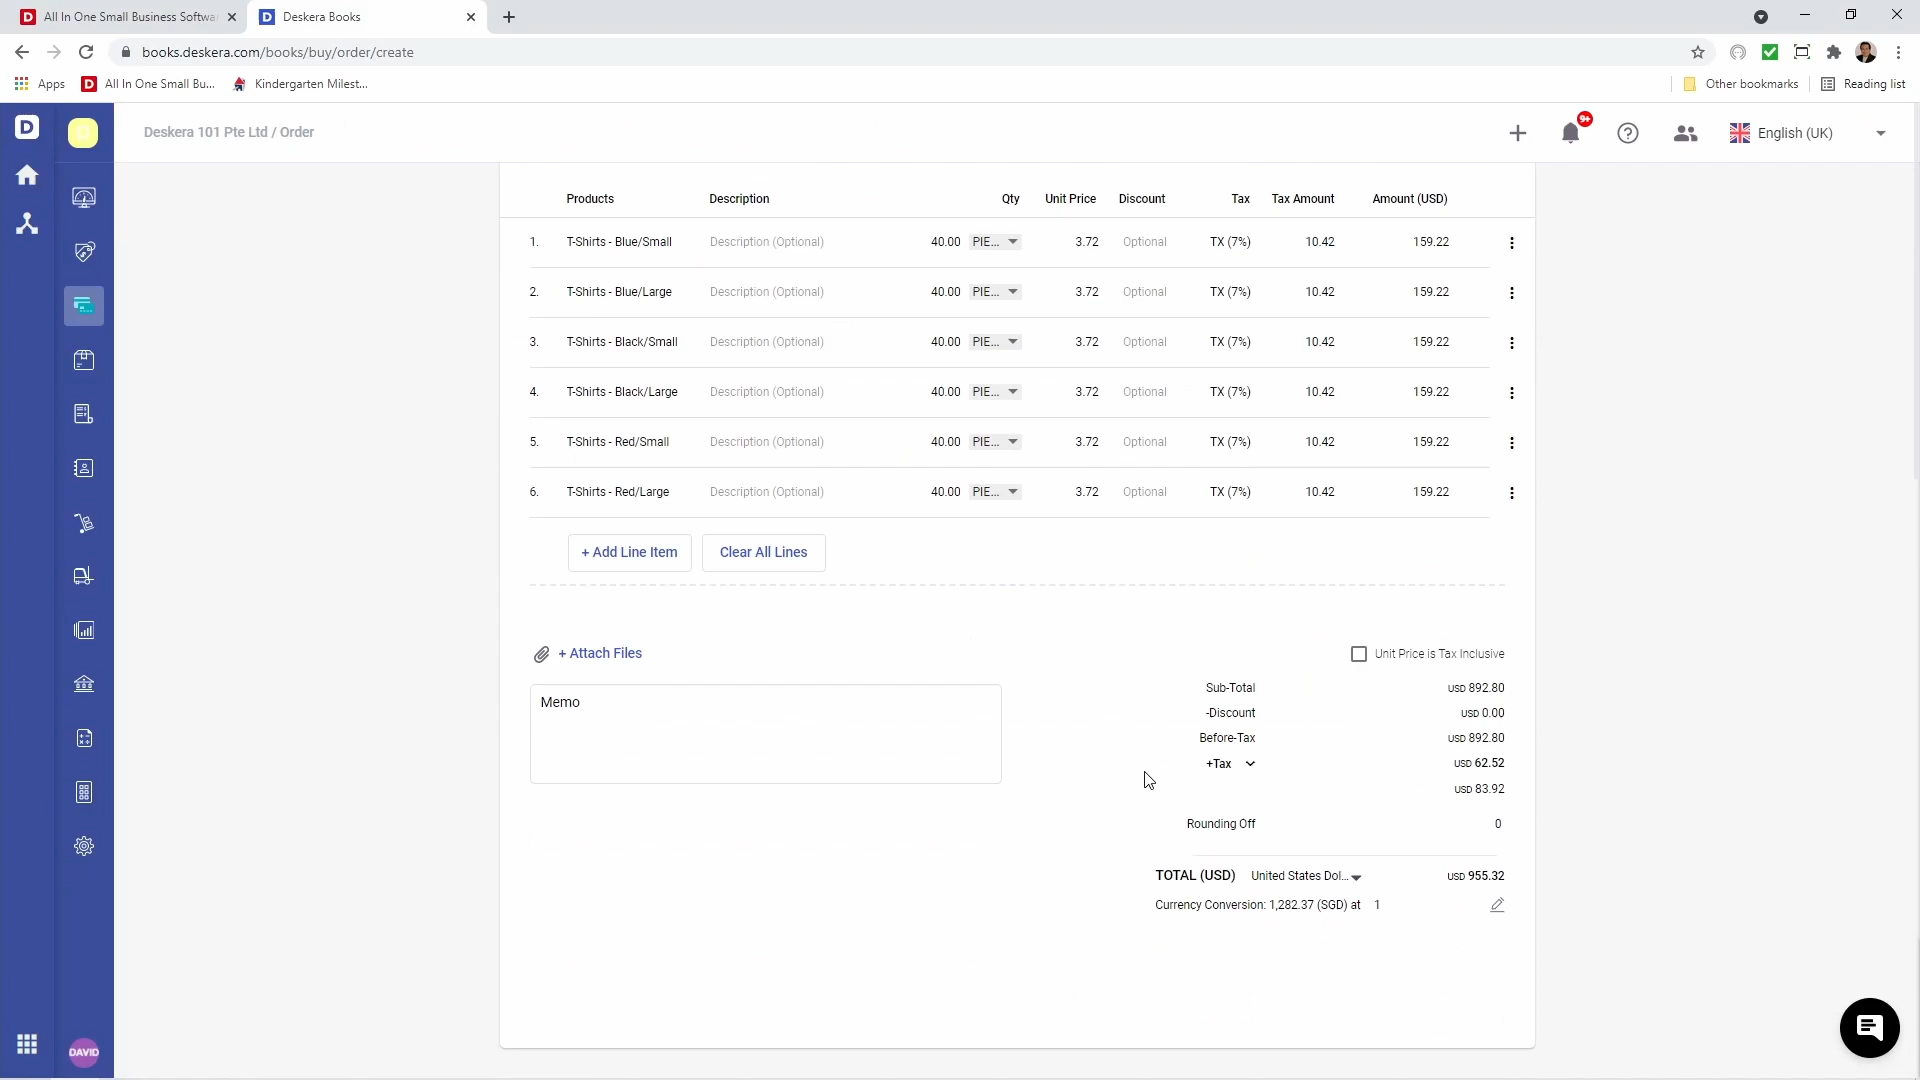 All In One Small Business Softwa
Deskera Books
books.deskera.com/books/buy/order/create
Apps
All In One Small Bu...
Kindergarten Milest...
Other bookmarks
Reading list
Deskera 101 Pte Ltd / Order
9+
English (UK)
Products Description Qty Unit Price Discount Tax Tax Amount Amount (USD)
1. T-Shirts - Blue/Small Description (Optional) 40.00 PIE... 3.72 Optional TX (7%) 10.42 159.22
2. T-Shirts - Blue/Large Description (Optional) 40.00 PIE... 3.72 Optional TX (7%) 10.42 159.22
3. T-Shirts - Black/Small Description (Optional) 40.00 PIE... 3.72 Optional TX (7%) 10.42 159.22
4. T-Shirts - Black/Large Description (Optional) 40.00 PIE... 3.72 Optional TX (7%) 10.42 159.22
5. T-Shirts - Red/Small Description (Optional) 40.00 PIE... 3.72 Optional TX (7%) 10.42 159.22
6. T-Shirts - Red/Large Description (Optional) 40.00 PIE... 3.72 Optional TX (7%) 10.42 159.22
+ Add Line Item
Clear All Lines
+ Attach Files
Unit Price is Tax Inclusive
Memo
Sub-Total USD 892.80
-Discount USD 0.00
Before-Tax USD 892.80
+Tax USD 62.52
USD 83.92
Rounding Off 0
TOTAL (USD) United States Dol... USD 955.32
Currency Conversion: 1,282.37 (SGD) at 1
DAVID